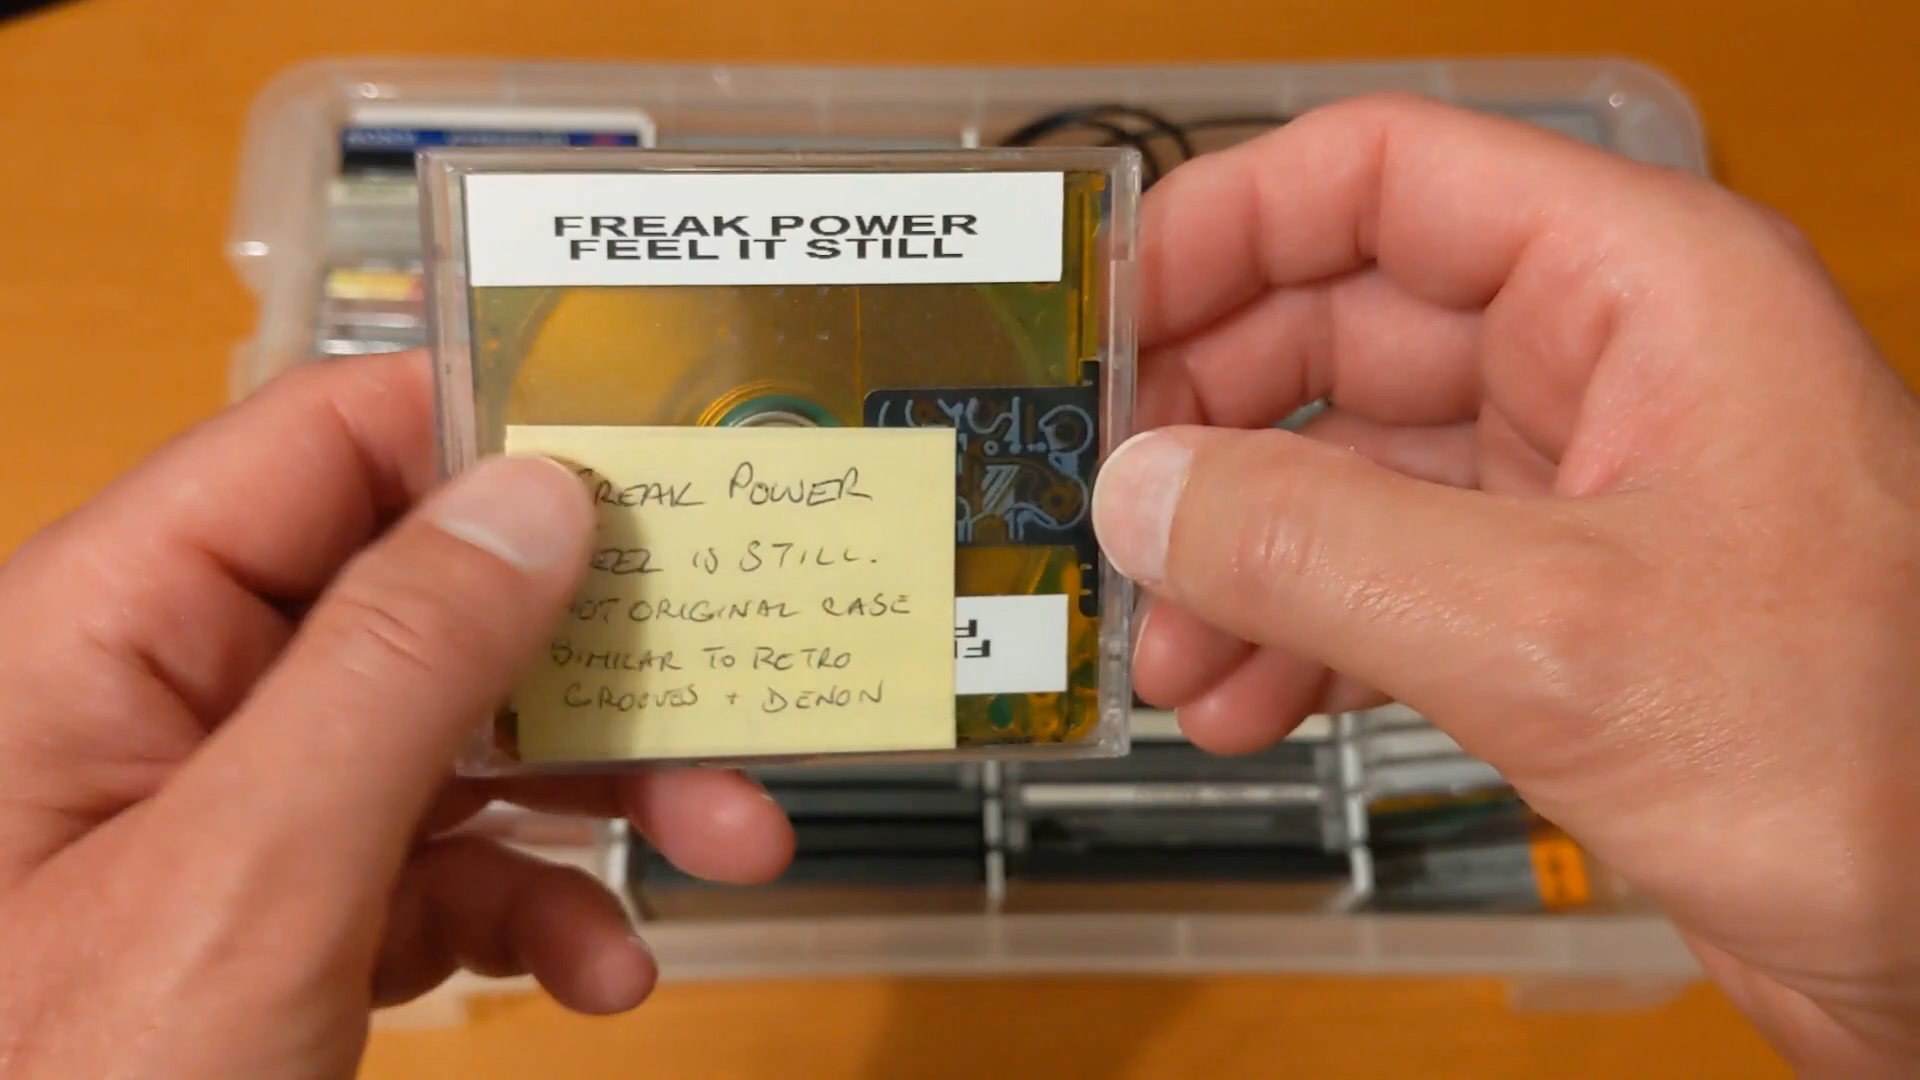 FREAK POWER
FEEL IT STILL
REAK POWER
EEL IS STILL.
OT ORIGINAL CASE
SIMILAR TO RETRO
GROOVES + DENON